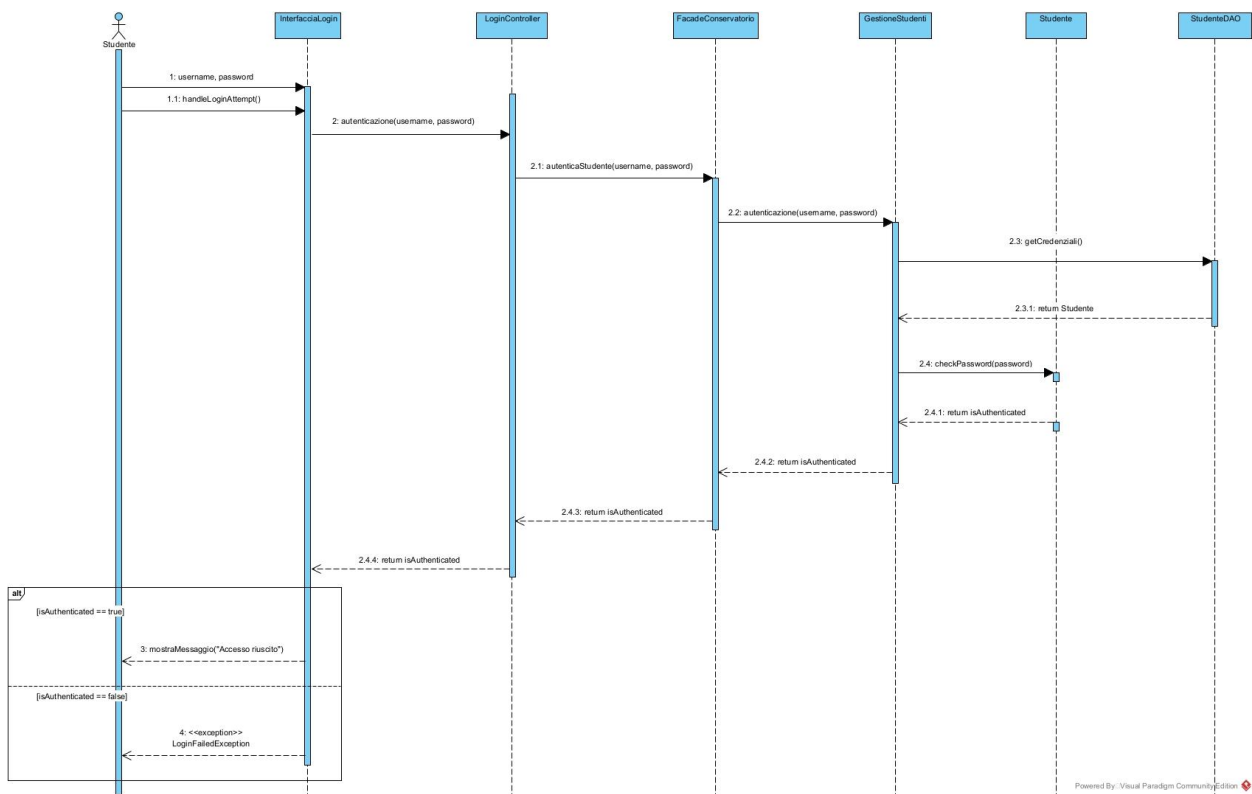 InterfacciaLogin
LoginController
FacadeConservatorio
GestioneStudenti
Studente
StudenteDAO
Studente
1: username, password
1.1: handleLoginAttempt()
2: autenticazione(username, password)
2.1: autenticaStudente(username, password)
2.2: autenticazione(username, password)
2.3: getCredenziali()
2.3.1: return Studente
2.4: checkPassword(password)
2.4.1: return isAuthenticated
2.4.2: return isAuthenticated
2.4.3: return isAuthenticated
2.4.4: return isAuthenticated
alt
[isAuthenticated == true]
3: mostraMessaggio("Accesso riuscito")
[isAuthenticated == false]
4: <<exception>>
LoginFailedException
Powered By Visual Paradigm Community Edition